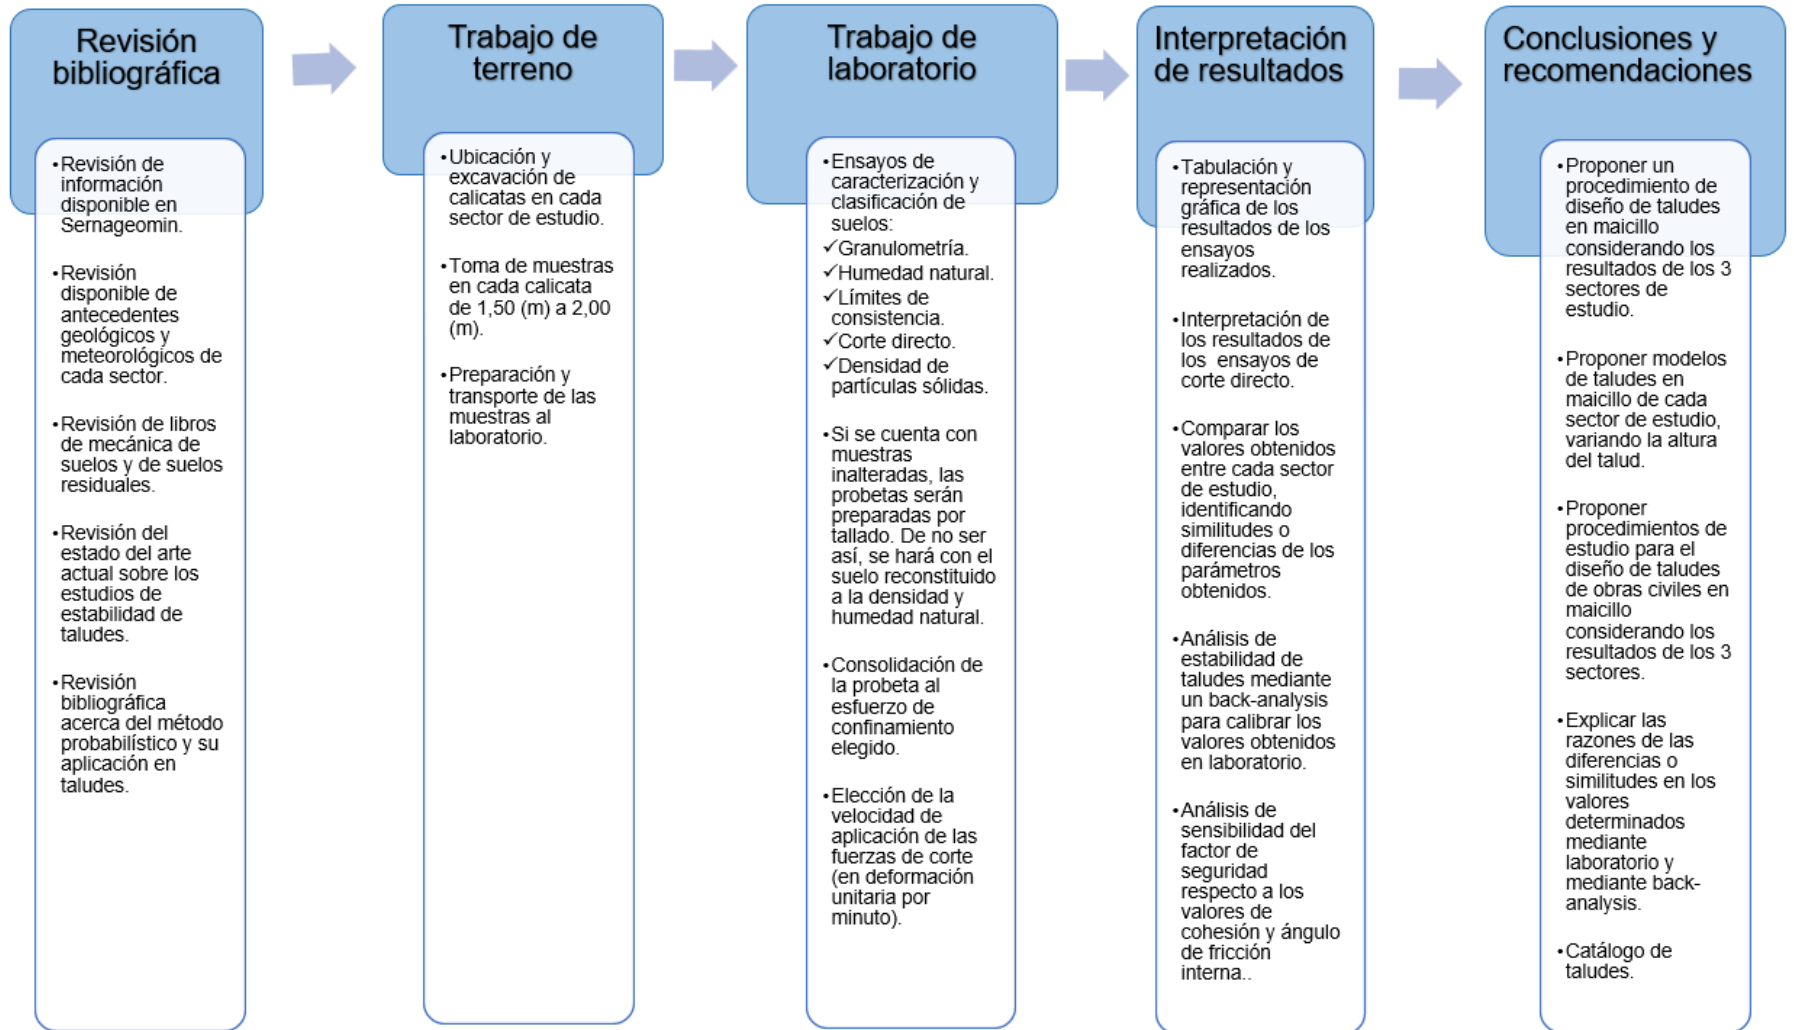 Revisión
bibliográfica
•Revisión de
información
disponible en
Sernageomin.
•Revisión
disponible de
antecedentes
geológicos y
meteorológicos de
cada sector.
•Revisión de libros
de mecánica de
suelos y de suelos
residuales.
•Revisión del
estado del arte
actual sobre los
estudios de
estabilidad de
taludes.
•Revisión
bibliográfica
acerca del método
probabilístico y su
aplicación en
taludes.
Trabajo de
terreno
•Ubicación y
excavación de
calicatas en cada
sector de estudio.
•Toma de muestras
en cada calicata
de 1,50 (m) a 2,00
(m).
•Preparación y
transporte de las
muestras al
laboratorio.
Trabajo de
laboratorio
•Ensayos de
caracterización y
clasificación de
suelos:
✓Granulometría.
✓Humedad natural.
✓Límites de
consistencia.
✓Corte directo.
✓Densidad de
partículas sólidas.
•Si se cuenta con
muestras
inalteradas, las
probetas serán
preparadas por
tallado. De no ser
así, se hará con el
suelo reconstituido
a la densidad y
humedad natural.
•Consolidación de
la probeta al
esfuerzo de
confinamiento
elegido.
•Elección de la
velocidad de
aplicación de las
fuerzas de corte
(en deformación
unitaria por
minuto).
Interpretación
de resultados
•Tabulación y
representación
gráfica de los
resultados de los
ensayos
realizados.
•Interpretación de
los resultados de
los ensayos de
corte directo.
•Comparar los
valores obtenidos
entre cada sector
de estudio,
identificando
similitudes o
diferencias de los
parámetros
obtenidos.
•Análisis de
estabilidad de
taludes mediante
un back-analysis
para calibrar los
valores obtenidos
en laboratorio.
•Análisis de
sensibilidad del
factor de
seguridad
respecto a los
valores de
cohesión y ángulo
de fricción
interna..
Conclusiones y
recomendaciones
•Proponer un
procedimiento de
diseño de taludes
en maicillo
considerando los
resultados de los 3
sectores de
estudio.
•Proponer modelos
de taludes en
maicillo de cada
sector de estudio,
variando la altura
del talud.
•Proponer
procedimientos de
estudio para el
diseño de taludes
de obras civiles en
maicillo
considerando los
resultados de los 3
sectores.
•Explicar las
razones de las
diferencias o
similitudes en los
valores
determinados
mediante
laboratorio y
mediante back-
analysis.
•Catálogo de
taludes.